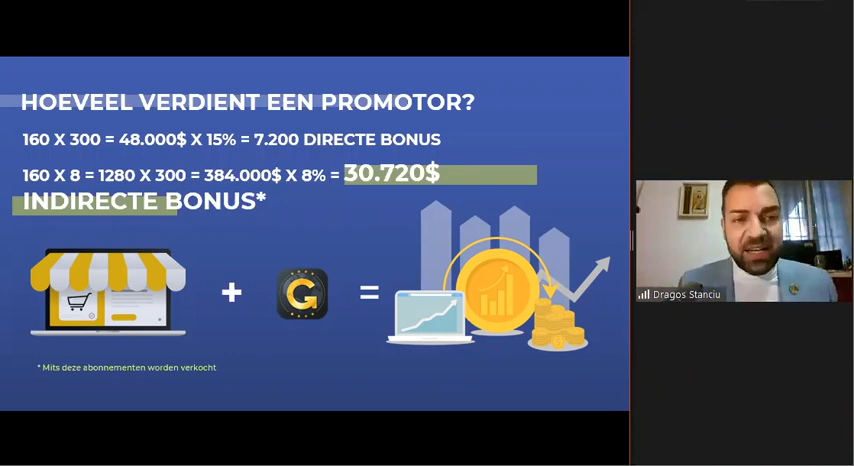 HOEVEEL VERDIENT EEN PROMOTOR?
160 X 300 = 48.000$ X 15% = 7.200 DIRECTE BONUS
160 X 8 = 1280 X 300 = 384.000$ X 8% = 30.720$
INDIRECTE BONUS*
+ G =
* Mits deze abonnementen worden verkocht
Dragos Stanciu